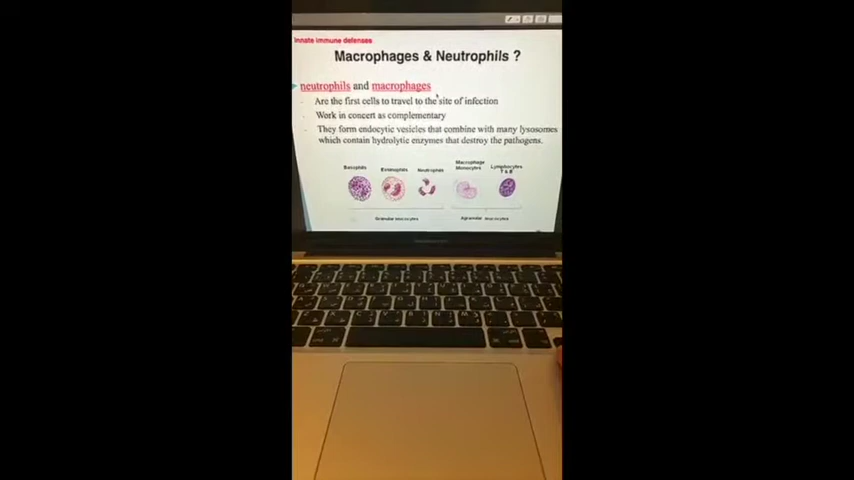 Innate immune defenses
Macrophages & Neutrophils ?
neutrophils and macrophages
Are the first cells to travel to the site of infection
Work in concert as complementary
They form endocytic vesicles that combine with many lysosomes
which contain hydrolytic enzymes that destroy the pathogens.
Basophils
Eosinophils
Neutrophils
Macrophage
Monocytes
Lymphocytes
T & B
Granular leucocytes
Agranular leucocytes